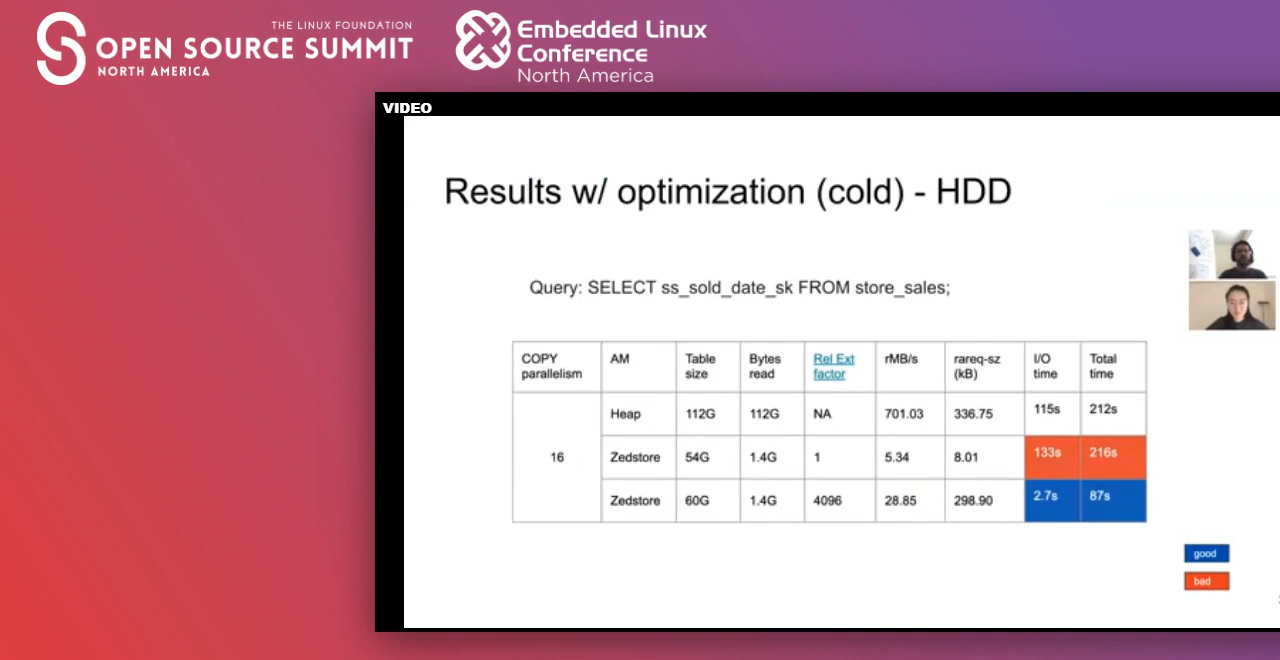 THE LINUX FOUNDATION
OPEN SOURCE SUMMIT
NORTH AMERICA
Embedded Linux
Conference
North America
VIDEO
Results w/ optimization (cold) - HDD
Query: SELECT ss_sold_date_sk FROM store_sales;
COPY parallelism AM Table size Bytes read Rel Ext factor rMB/s rareq-sz (kB) I/O time Total time
16
Heap 112G 112G NA 701.03 336.75 115s 212s
Zedstore 54G 1.4G 1 5.34 8.01 133s 216s
Zedstore 60G 1.4G 4096 28.85 298.90 2.7s 87s
good
bad